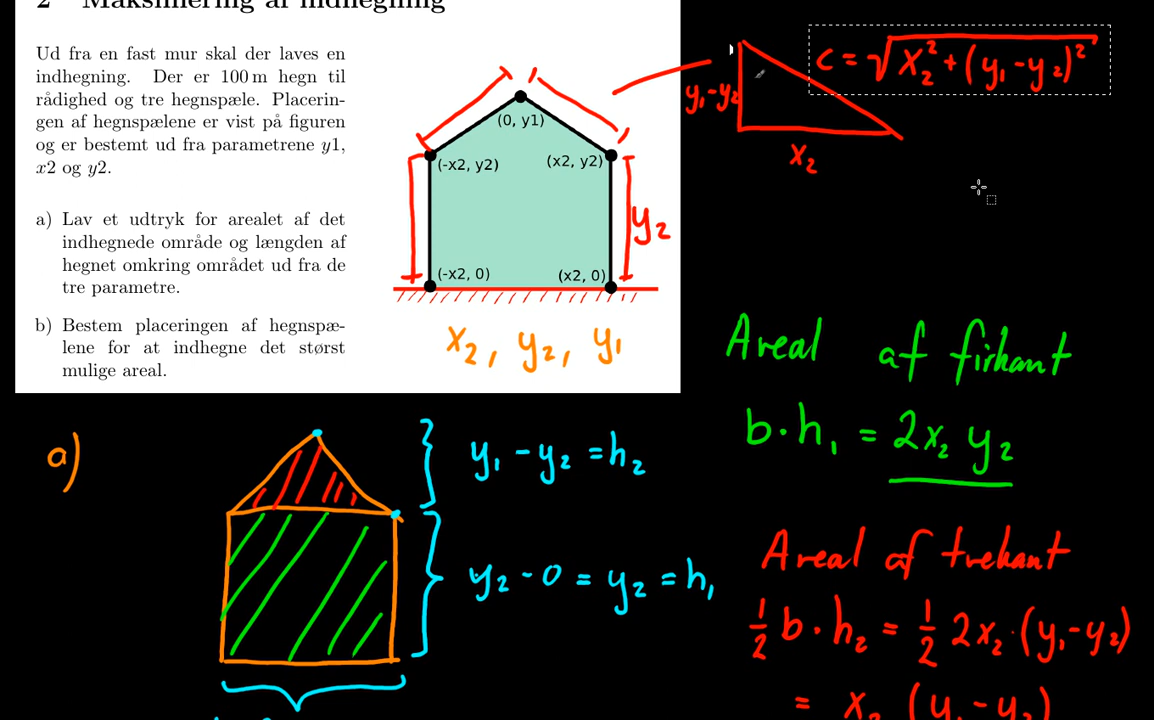 2 Maksimering af indhegning
Ud fra en fast mur skal der laves en
indhegning. Der er 100 m hegn til
rådighed og tre hegnspæle. Placerin-
gen af hegnspælene er vist på figuren
og er bestemt ud fra parametrene y1,
x2 og y2.
a) Lav et udtryk for arealet af det
indhegnede område og længden af
hegnet omkring området ud fra de
tre parametre.
b) Bestem placeringen af hegnspæ-
lene for at indhegne det størst
mulige areal.
(0, y1)
(-x2, y2) (x2, y2)
(-x2, 0) (x2, 0)
y₂
x₂, y₂, y₁
c = √(x₂² + (y₁ - y₂)²)
y₁-y₂
x₂
Areal af firkant
b·h₁ = 2x₂ y₂
a)
y₁ - y₂ = h₂
y₂ - 0 = y₂ = h₁
Areal af trekant
½ b·h₂ = ½ 2x₂·(y₁-y₂)
= x₂ (y₁-y₂)